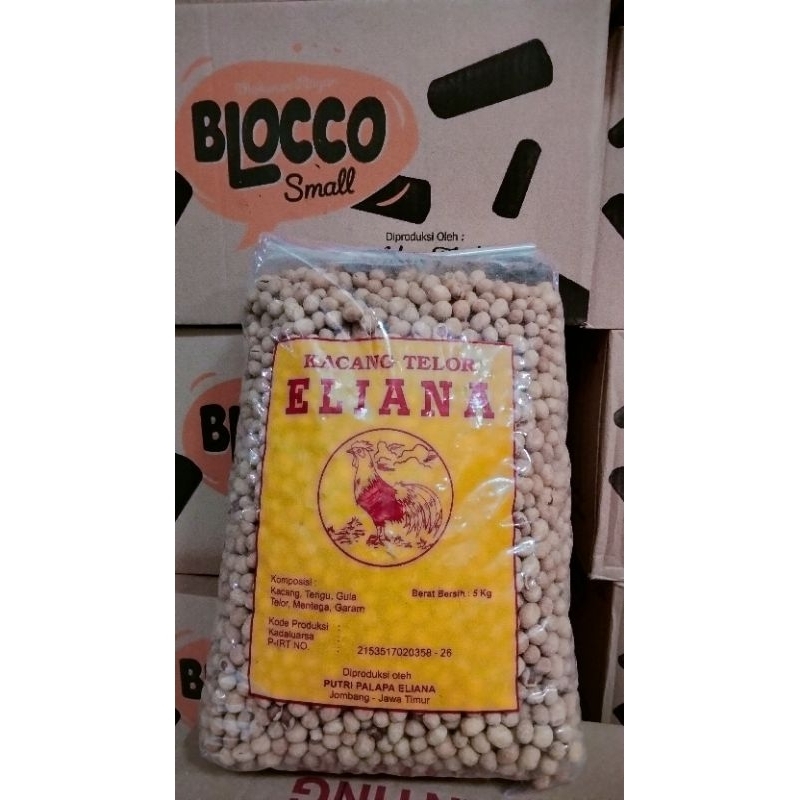 BLOCCO
Small
Diproduksi Oleh :
KACANG TELOR
ELIANA
Komposisi :
Kacang, Tengu, Gula
Telor, Mentega, Garam
Berat Bersih : 5 Kg
Kode Produksi :
Kadaluarsa :
P-IRT NO. : 2153517020358 - 26
Diproduksi oleh
PUTRI PALAPA ELIANA
Jombang - Jawa Timur